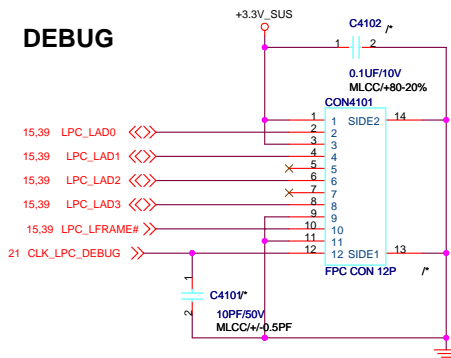 +3.3V_SUS
DEBUG
C4102 /*
1 2
0.1UF/10V
MLCC/+80-20%
CON4101
1 1 SIDE2 14
15,39 LPC_LAD0 2 2
3 3
15,39 LPC_LAD1 4 4
5 5
15,39 LPC_LAD2 6 6
7 7
15,39 LPC_LAD3 8 8
9 9
15,39 LPC_LFRAME# 10 10
11 11
21 CLK_LPC_DEBUG 12 12 SIDE1 13
FPC CON 12P /*
1
C4101/*
2
10PF/50V
MLCC/+/-0.5PF